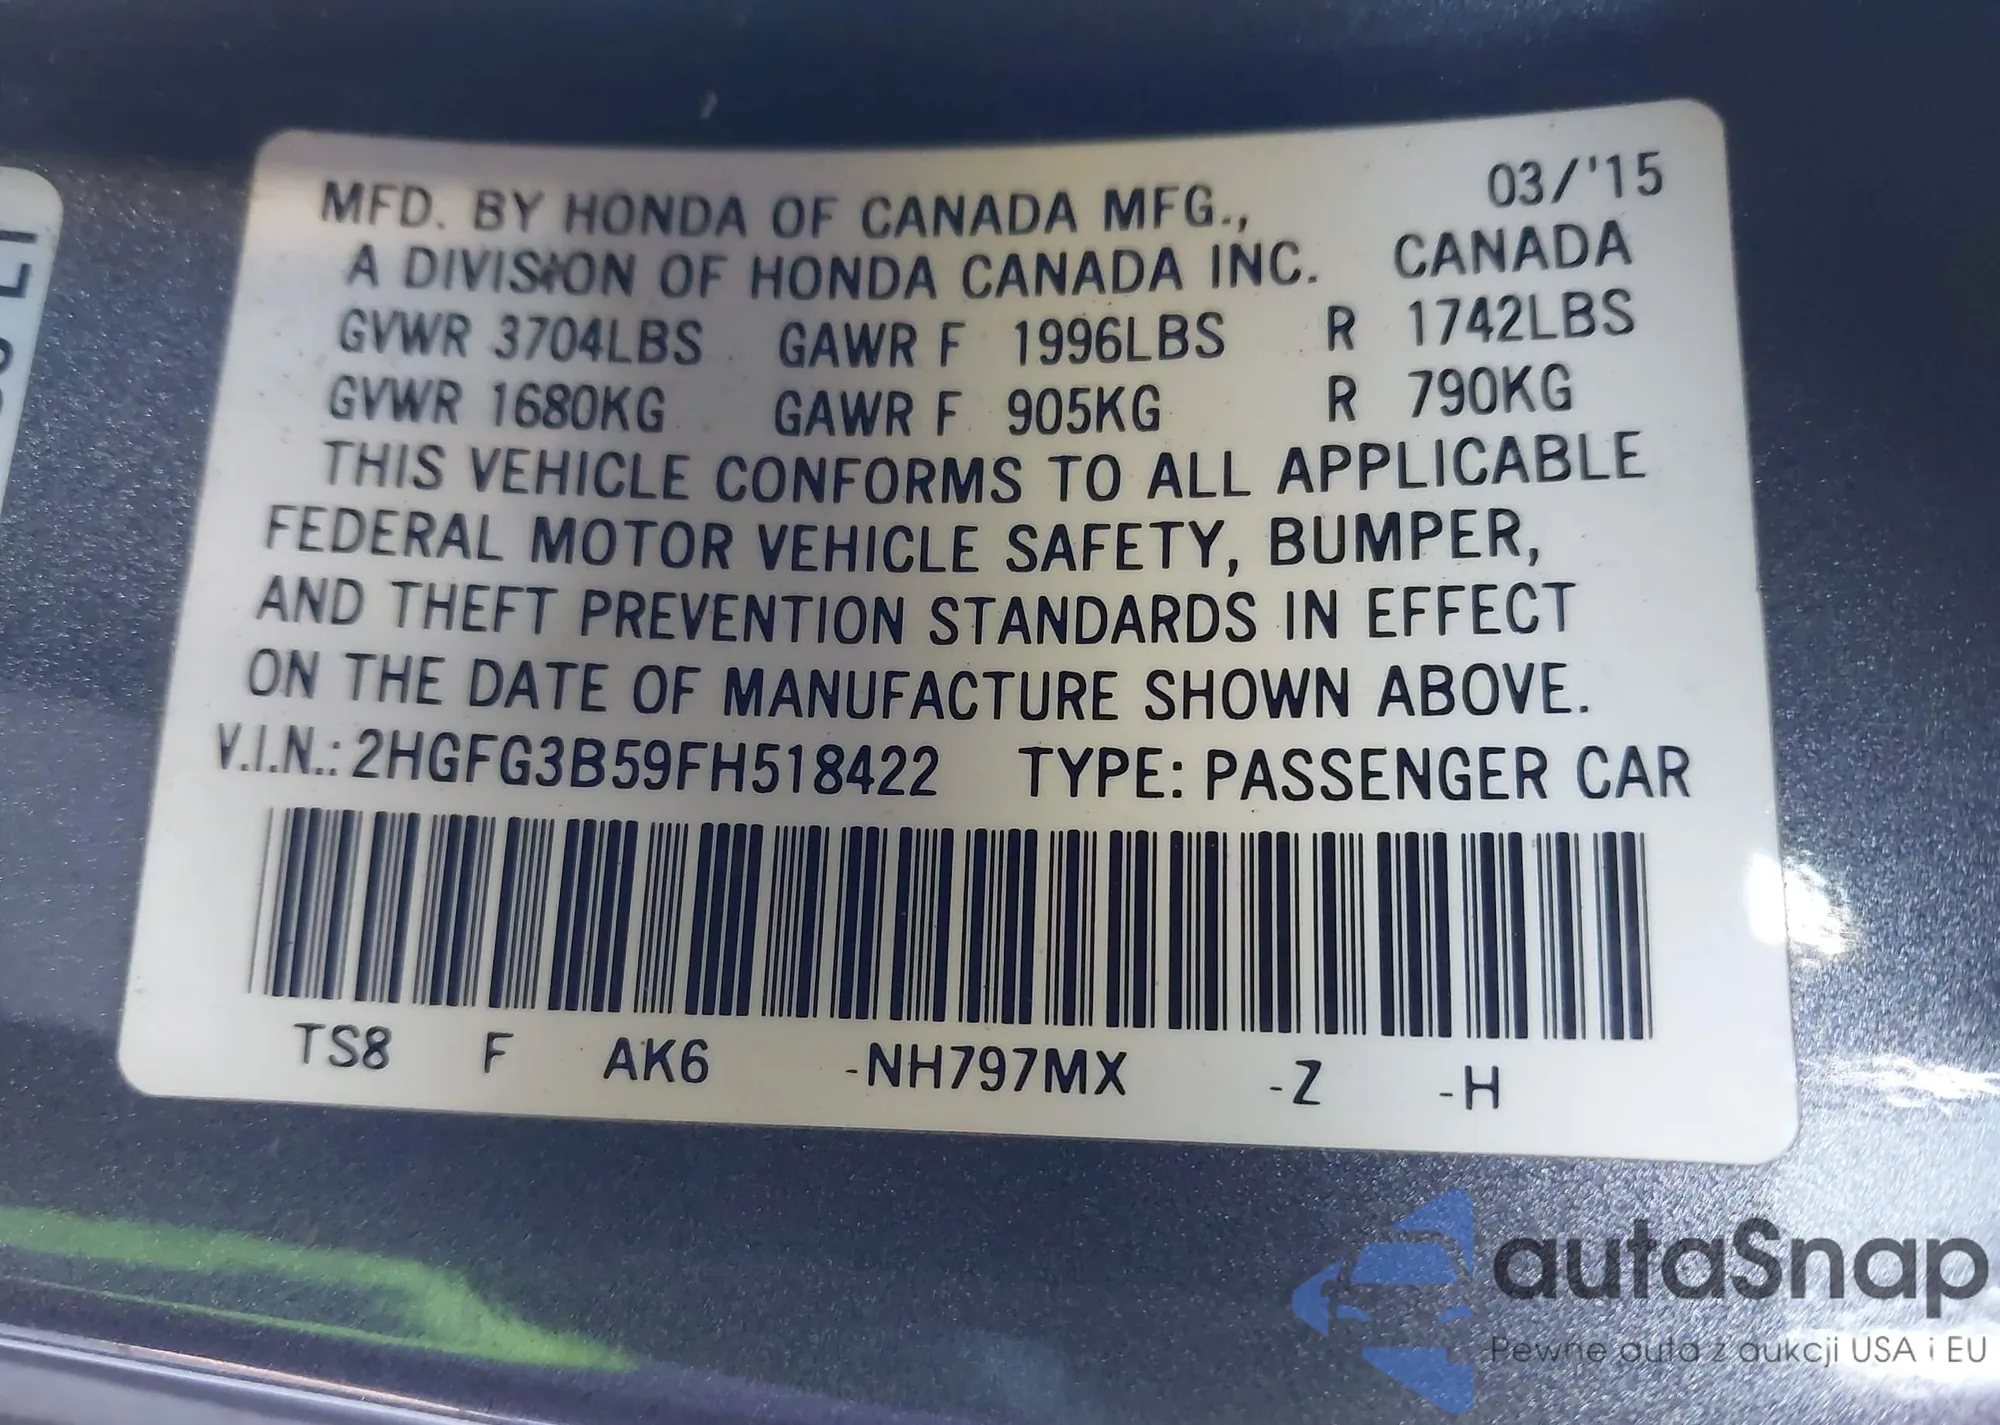 MFD. BY HONDA OF CANADA MFG., 03/'15
A DIVISION OF HONDA CANADA INC. CANADA
GVWR 3704LBS GAWR F 1996LBS R 1742LBS
GVWR 1680KG GAWR F 905KG R 790KG
THIS VEHICLE CONFORMS TO ALL APPLICABLE
FEDERAL MOTOR VEHICLE SAFETY, BUMPER,
AND THEFT PREVENTION STANDARDS IN EFFECT
ON THE DATE OF MANUFACTURE SHOWN ABOVE.
V.I.N.: 2HGFG3B59FH518422 TYPE: PASSENGER CAR
TS8 F AK6 -NH797MX -Z -H
autaSnap
Pewne auta z aukcji USA i EU